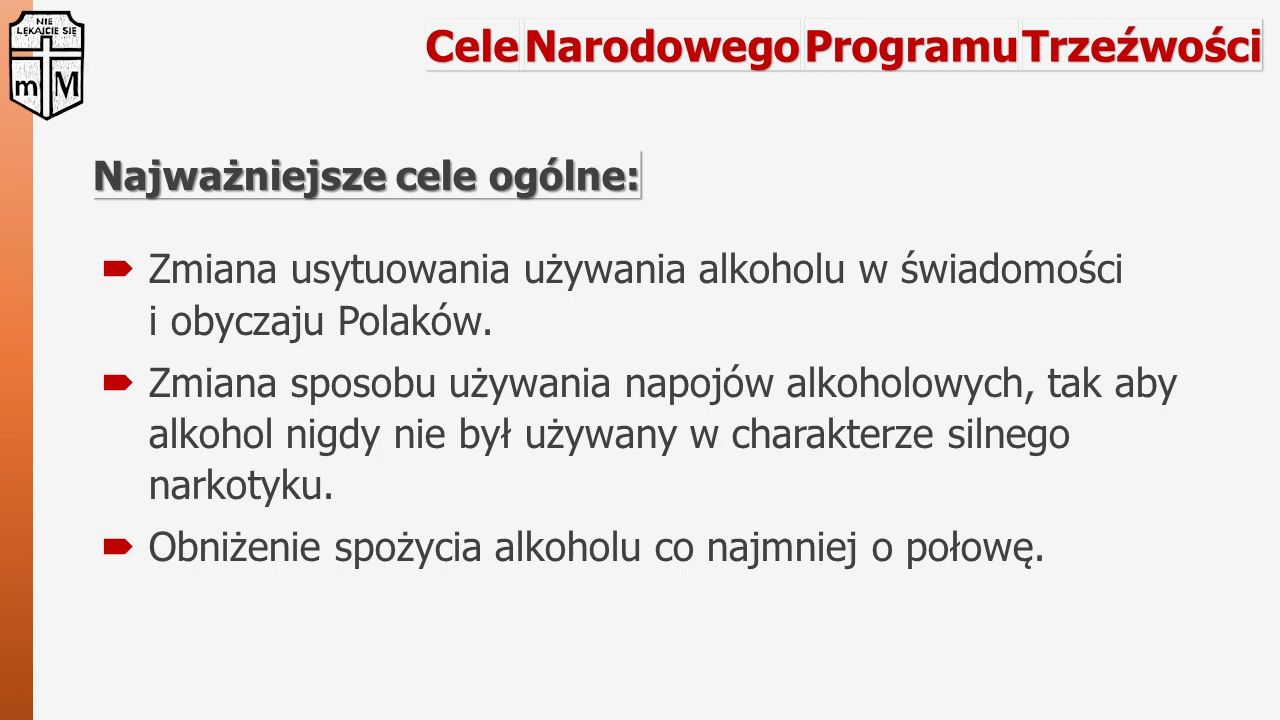 NIE
LĘKAJCIE SIĘ
m M
Cele Narodowego Programu Trzeźwości
Najważniejsze cele ogólne:
Zmiana usytuowania używania alkoholu w świadomości
i obyczaju Polaków.
Zmiana sposobu używania napojów alkoholowych, tak aby
alkohol nigdy nie był używany w charakterze silnego
narkotyku.
Obniżenie spożycia alkoholu co najmniej o połowę.